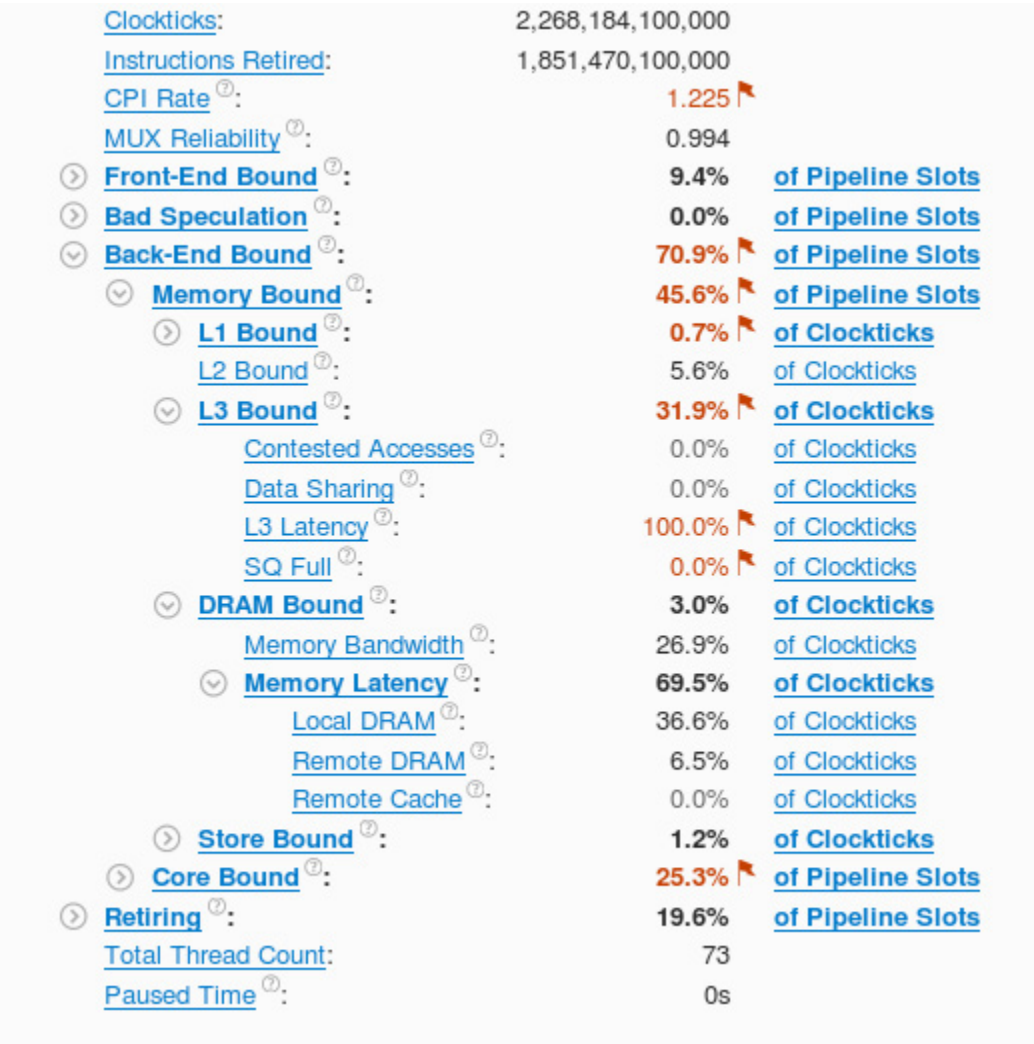 Clockticks: 2,268,184,100,000
Instructions Retired: 1,851,470,100,000
CPI Rate ?: 1.225
MUX Reliability ?: 0.994
Front-End Bound ?: 9.4% of Pipeline Slots
Bad Speculation ?: 0.0% of Pipeline Slots
Back-End Bound ?: 70.9% of Pipeline Slots
Memory Bound ?: 45.6% of Pipeline Slots
L1 Bound ?: 0.7% of Clockticks
L2 Bound ?: 5.6% of Clockticks
L3 Bound ?: 31.9% of Clockticks
Contested Accesses ?: 0.0% of Clockticks
Data Sharing ?: 0.0% of Clockticks
L3 Latency ?: 100.0% of Clockticks
SQ Full ?: 0.0% of Clockticks
DRAM Bound ?: 3.0% of Clockticks
Memory Bandwidth ?: 26.9% of Clockticks
Memory Latency ?: 69.5% of Clockticks
Local DRAM ?: 36.6% of Clockticks
Remote DRAM ?: 6.5% of Clockticks
Remote Cache ?: 0.0% of Clockticks
Store Bound ?: 1.2% of Clockticks
Core Bound ?: 25.3% of Pipeline Slots
Retiring ?: 19.6% of Pipeline Slots
Total Thread Count: 73
Paused Time ?: 0s